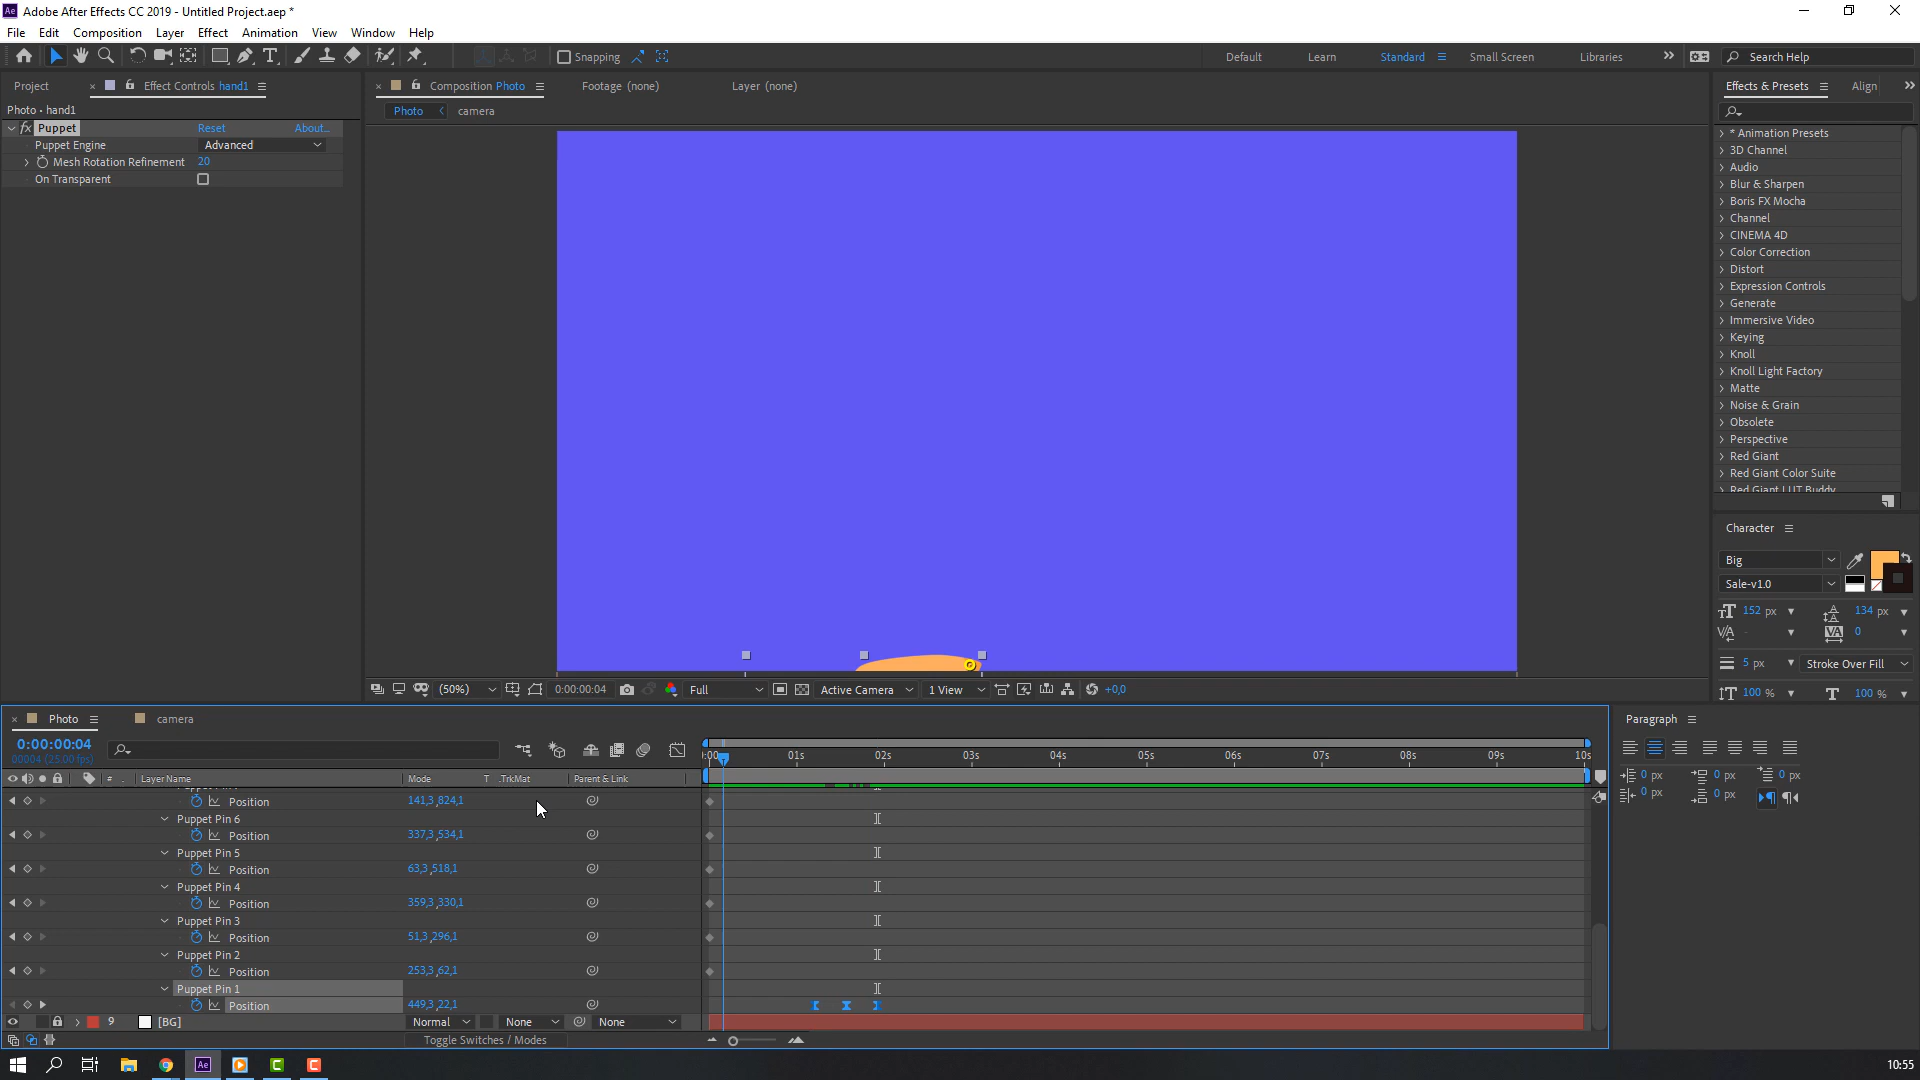 Adobe After Effects CC 2019 - Untitled Project.aep *
File Edit Composition Layer Effect Animation View Window Help
Snapping Default Learn Standard Small Screen Libraries Search Help
Project Effect Controls hand1 Composition Photo Footage (none) Layer (none) Effects & Presets Align
Photo • hand1
Photo camera
Puppet Reset About...
Puppet Engine Advanced
Mesh Rotation Refinement 20
On Transparent
* Animation Presets
3D Channel
Audio
Blur & Sharpen
Boris FX Mocha
Channel
CINEMA 4D
Color Correction
Distort
Expression Controls
Generate
Immersive Video
Keying
Knoll
Knoll Light Factory
Matte
Noise & Grain
Obsolete
Perspective
Red Giant
Red Giant Color Suite
Red Giant LUT Buddy
Character
Big
Sale-v1.0
152 px 134 px
0
5 px Stroke Over Fill
100 % 100 %
(50%) 0:00:00:04 Full Active Camera 1 View +0,0
Photo camera
0:00:00:04
00004 (25.00 fps)
:00 01s 02s 03s 04s 05s 06s 07s 08s 09s 10s
# Layer Name Mode T .TrkMat Parent & Link
Position 141,3 ,824,1
Puppet Pin 6
Position 337,3 ,534,1
Puppet Pin 5
Position 63,3 ,518,1
Puppet Pin 4
Position 359,3 ,330,1
Puppet Pin 3
Position 51,3 ,296,1
Puppet Pin 2
Position 253,3 ,62,1
Puppet Pin 1
Position 449,3 ,22,1
9 [BG] Normal None None
Toggle Switches / Modes
Paragraph
0 px 0 px 0 px
0 px 0 px
10:55